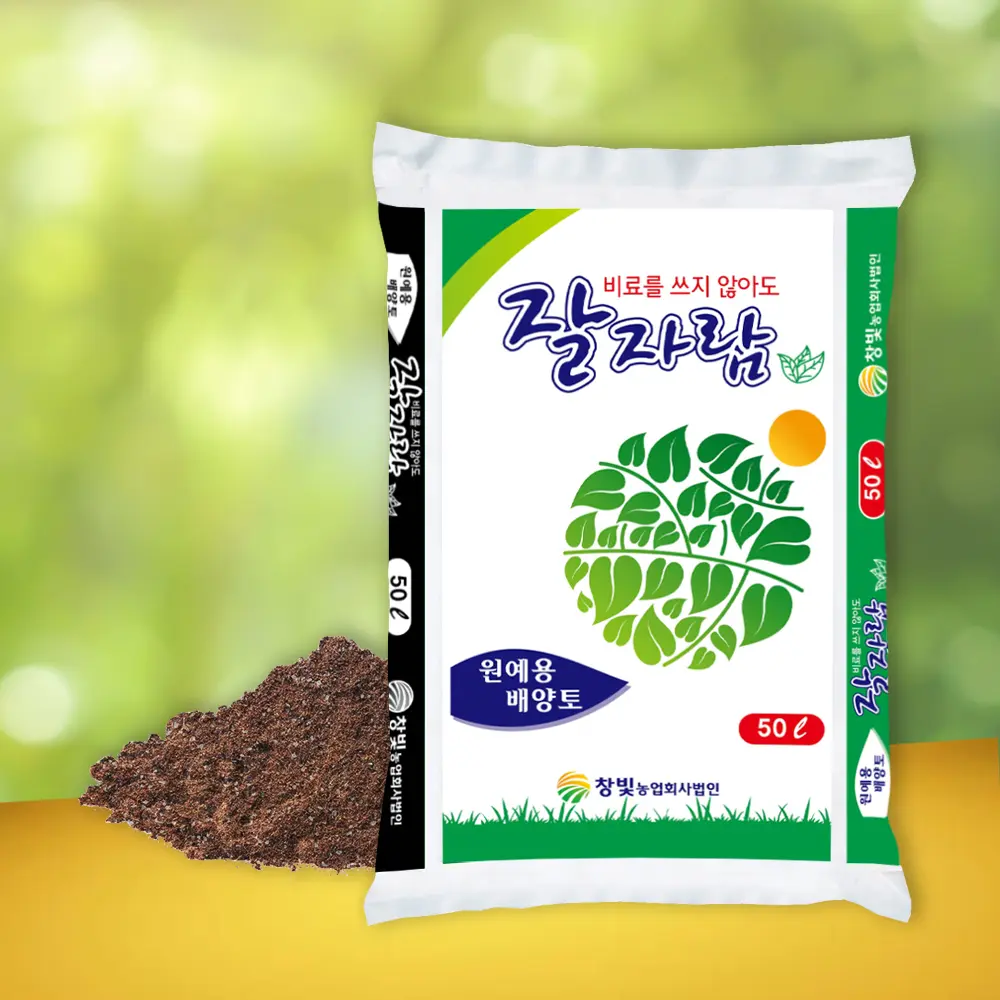 비료를 쓰지 않아도
잘자람
원예용
배양토
50ℓ
창빛농업회사법인
원예용
배양토
비료를 쓰지 않아도
잘자람
50ℓ
창빛농업회사법인
창빛농업회사법인
50ℓ
비료를 쓰지 않아도
잘자람
원예용
배양토